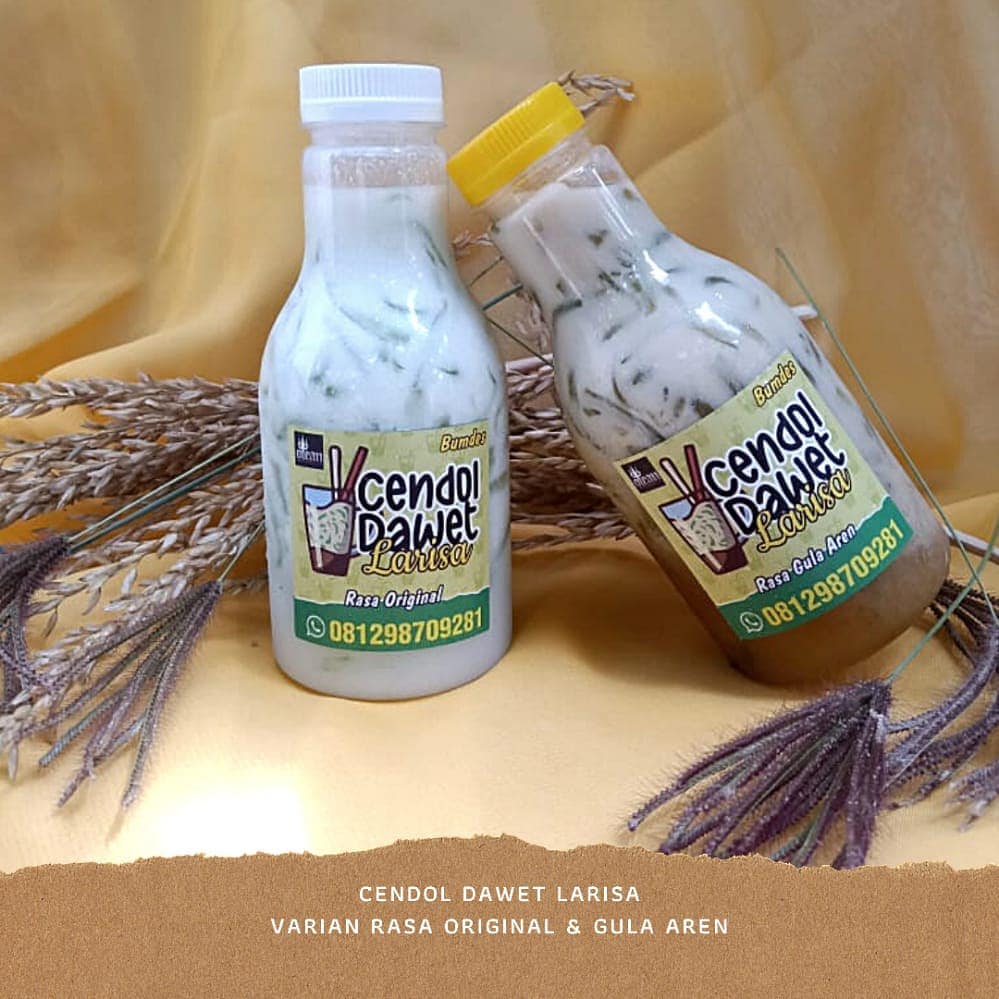 Bumdes
Cendol
Dawet
Larisa
Rasa Original
081298709281
Bumdes
Cendol
Dawet
Larisa
Rasa Gula Aren
081298709281
CENDOL DAWET LARISA
VARIAN RASA ORIGINAL & GULA AREN